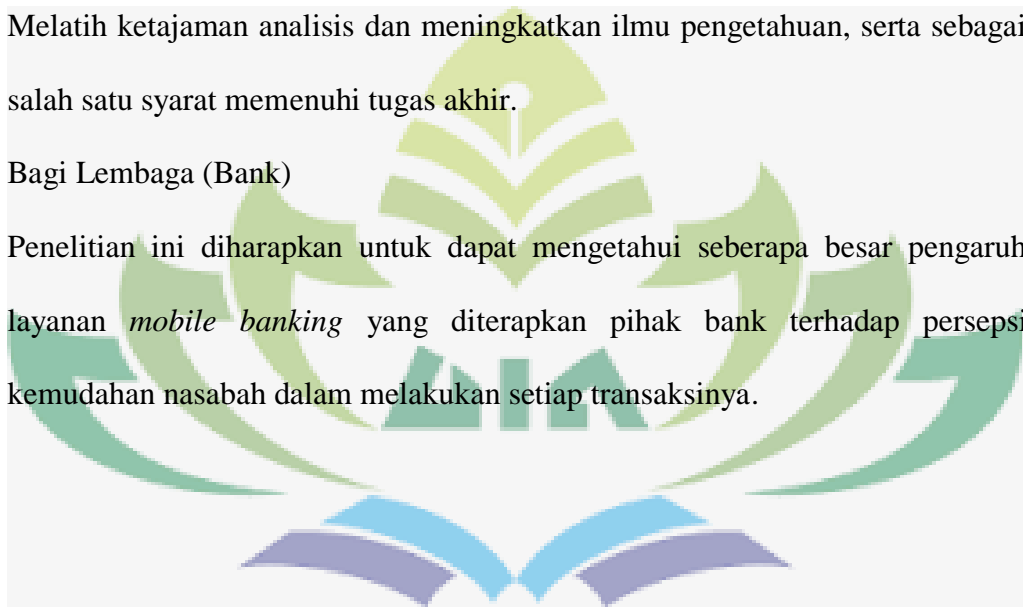 Melatih ketajaman analisis dan meningkatkan ilmu pengetahuan, serta sebagai
salah satu syarat memenuhi tugas akhir.
Bagi Lembaga (Bank)
Penelitian ini diharapkan untuk dapat mengetahui seberapa besar pengaruh
layanan mobile banking yang diterapkan pihak bank terhadap persepsi
kemudahan nasabah dalam melakukan setiap transaksinya.